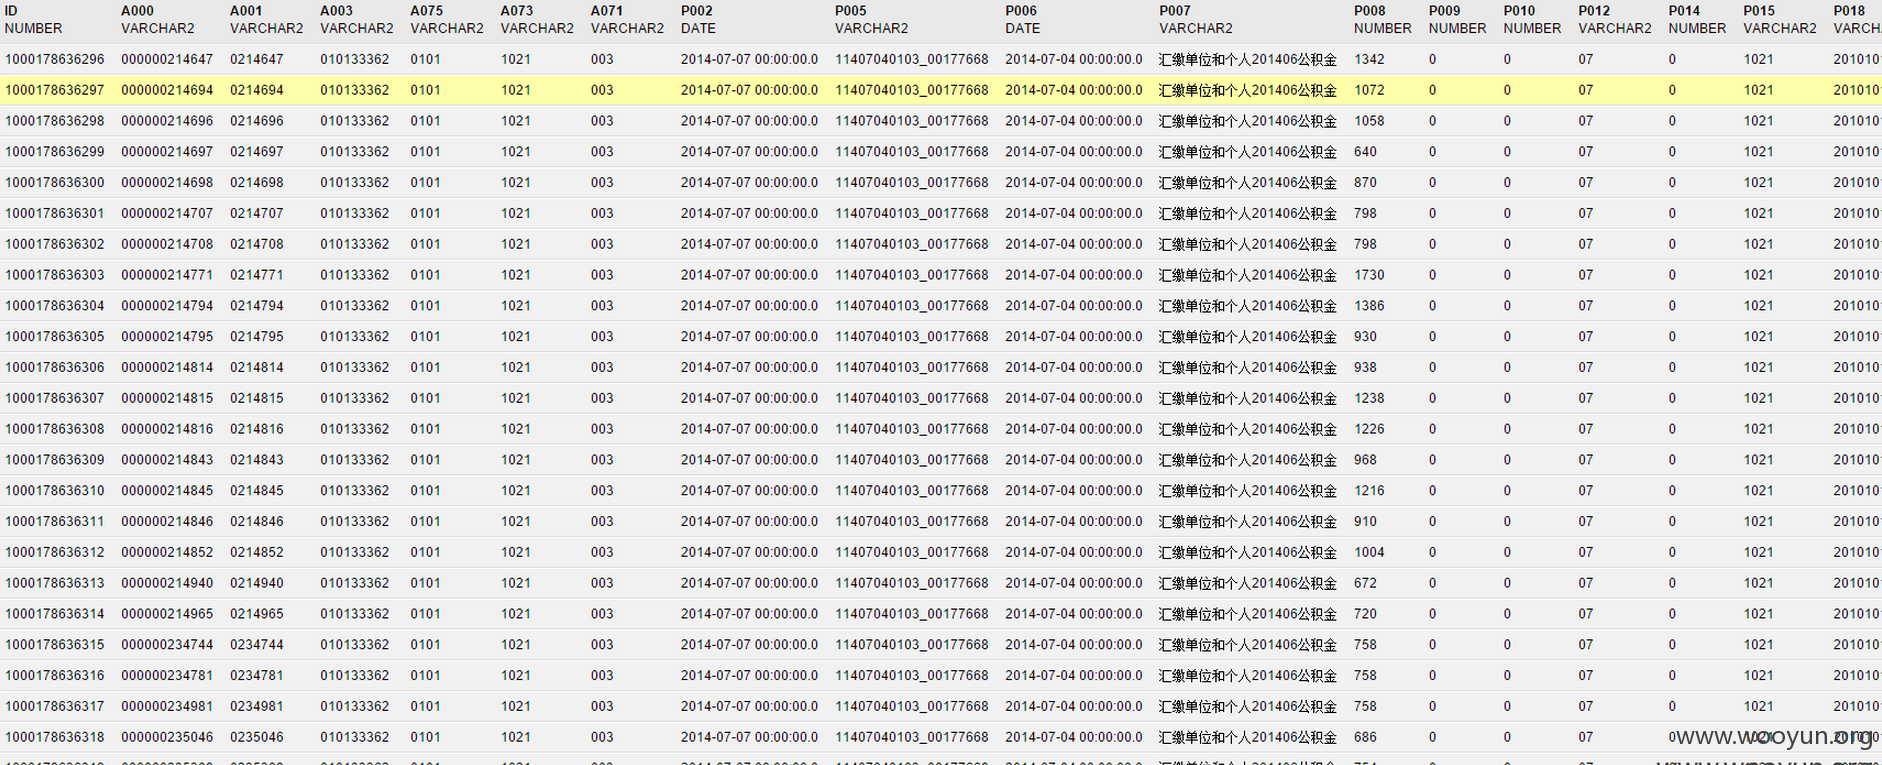 ID A000 A001 A003 A075 A073 A071 P002 P005 P006 P007 P008 P009 P010 P012 P014 P015 P018
NUMBER VARCHAR2 VARCHAR2 VARCHAR2 VARCHAR2 VARCHAR2 VARCHAR2 DATE VARCHAR2 DATE VARCHAR2 NUMBER NUMBER NUMBER VARCHAR2 NUMBER VARCHAR2 VARCH
1000178636296 000000214647 0214647 010133362 0101 1021 003 2014-07-07 00:00:00.0 11407040103_00177668 2014-07-04 00:00:00.0 汇缴单位和个人201406公积金 1342 0 0 07 0 1021 201010
1000178636297 000000214694 0214694 010133362 0101 1021 003 2014-07-07 00:00:00.0 11407040103_00177668 2014-07-04 00:00:00.0 汇缴单位和个人201406公积金 1072 0 0 07 0 1021 201010
1000178636298 000000214696 0214696 010133362 0101 1021 003 2014-07-07 00:00:00.0 11407040103_00177668 2014-07-04 00:00:00.0 汇缴单位和个人201406公积金 1058 0 0 07 0 1021 201010
1000178636299 000000214697 0214697 010133362 0101 1021 003 2014-07-07 00:00:00.0 11407040103_00177668 2014-07-04 00:00:00.0 汇缴单位和个人201406公积金 640 0 0 07 0 1021 201010
1000178636300 000000214698 0214698 010133362 0101 1021 003 2014-07-07 00:00:00.0 11407040103_00177668 2014-07-04 00:00:00.0 汇缴单位和个人201406公积金 870 0 0 07 0 1021 201010
1000178636301 000000214707 0214707 010133362 0101 1021 003 2014-07-07 00:00:00.0 11407040103_00177668 2014-07-04 00:00:00.0 汇缴单位和个人201406公积金 798 0 0 07 0 1021 201010
1000178636302 000000214708 0214708 010133362 0101 1021 003 2014-07-07 00:00:00.0 11407040103_00177668 2014-07-04 00:00:00.0 汇缴单位和个人201406公积金 798 0 0 07 0 1021 201010
1000178636303 000000214771 0214771 010133362 0101 1021 003 2014-07-07 00:00:00.0 11407040103_00177668 2014-07-04 00:00:00.0 汇缴单位和个人201406公积金 1730 0 0 07 0 1021 201010
1000178636304 000000214794 0214794 010133362 0101 1021 003 2014-07-07 00:00:00.0 11407040103_00177668 2014-07-04 00:00:00.0 汇缴单位和个人201406公积金 1386 0 0 07 0 1021 201010
1000178636305 000000214795 0214795 010133362 0101 1021 003 2014-07-07 00:00:00.0 11407040103_00177668 2014-07-04 00:00:00.0 汇缴单位和个人201406公积金 930 0 0 07 0 1021 201010
1000178636306 000000214814 0214814 010133362 0101 1021 003 2014-07-07 00:00:00.0 11407040103_00177668 2014-07-04 00:00:00.0 汇缴单位和个人201406公积金 938 0 0 07 0 1021 201010
1000178636307 000000214815 0214815 010133362 0101 1021 003 2014-07-07 00:00:00.0 11407040103_00177668 2014-07-04 00:00:00.0 汇缴单位和个人201406公积金 1238 0 0 07 0 1021 201010
1000178636308 000000214816 0214816 010133362 0101 1021 003 2014-07-07 00:00:00.0 11407040103_00177668 2014-07-04 00:00:00.0 汇缴单位和个人201406公积金 1226 0 0 07 0 1021 201010
1000178636309 000000214843 0214843 010133362 0101 1021 003 2014-07-07 00:00:00.0 11407040103_00177668 2014-07-04 00:00:00.0 汇缴单位和个人201406公积金 968 0 0 07 0 1021 201010
1000178636310 000000214845 0214845 010133362 0101 1021 003 2014-07-07 00:00:00.0 11407040103_00177668 2014-07-04 00:00:00.0 汇缴单位和个人201406公积金 1216 0 0 07 0 1021 201010
1000178636311 000000214846 0214846 010133362 0101 1021 003 2014-07-07 00:00:00.0 11407040103_00177668 2014-07-04 00:00:00.0 汇缴单位和个人201406公积金 910 0 0 07 0 1021 201010
1000178636312 000000214852 0214852 010133362 0101 1021 003 2014-07-07 00:00:00.0 11407040103_00177668 2014-07-04 00:00:00.0 汇缴单位和个人201406公积金 1004 0 0 07 0 1021 201010
1000178636313 000000214940 0214940 010133362 0101 1021 003 2014-07-07 00:00:00.0 11407040103_00177668 2014-07-04 00:00:00.0 汇缴单位和个人201406公积金 672 0 0 07 0 1021 201010
1000178636314 000000214965 0214965 010133362 0101 1021 003 2014-07-07 00:00:00.0 11407040103_00177668 2014-07-04 00:00:00.0 汇缴单位和个人201406公积金 720 0 0 07 0 1021 201010
1000178636315 000000234744 0234744 010133362 0101 1021 003 2014-07-07 00:00:00.0 11407040103_00177668 2014-07-04 00:00:00.0 汇缴单位和个人201406公积金 758 0 0 07 0 1021 201010
1000178636316 000000234781 0234781 010133362 0101 1021 003 2014-07-07 00:00:00.0 11407040103_00177668 2014-07-04 00:00:00.0 汇缴单位和个人201406公积金 758 0 0 07 0 1021 201010
1000178636317 000000234981 0234981 010133362 0101 1021 003 2014-07-07 00:00:00.0 11407040103_00177668 2014-07-04 00:00:00.0 汇缴单位和个人201406公积金 758 0 0 07 0 1021 201010
1000178636318 000000235046 0235046 010133362 0101 1021 003 2014-07-07 00:00:00.0 11407040103_00177668 2014-07-04 00:00:00.0 汇缴单位和个人201406公积金 686 0 0 07 0
www.wooyun.org